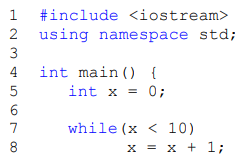 1 #include <iostream>
2 using namespace std;
3
4 int main() {
5    int x = 0;
6
7    while(x < 10)
8          x = x + 1;